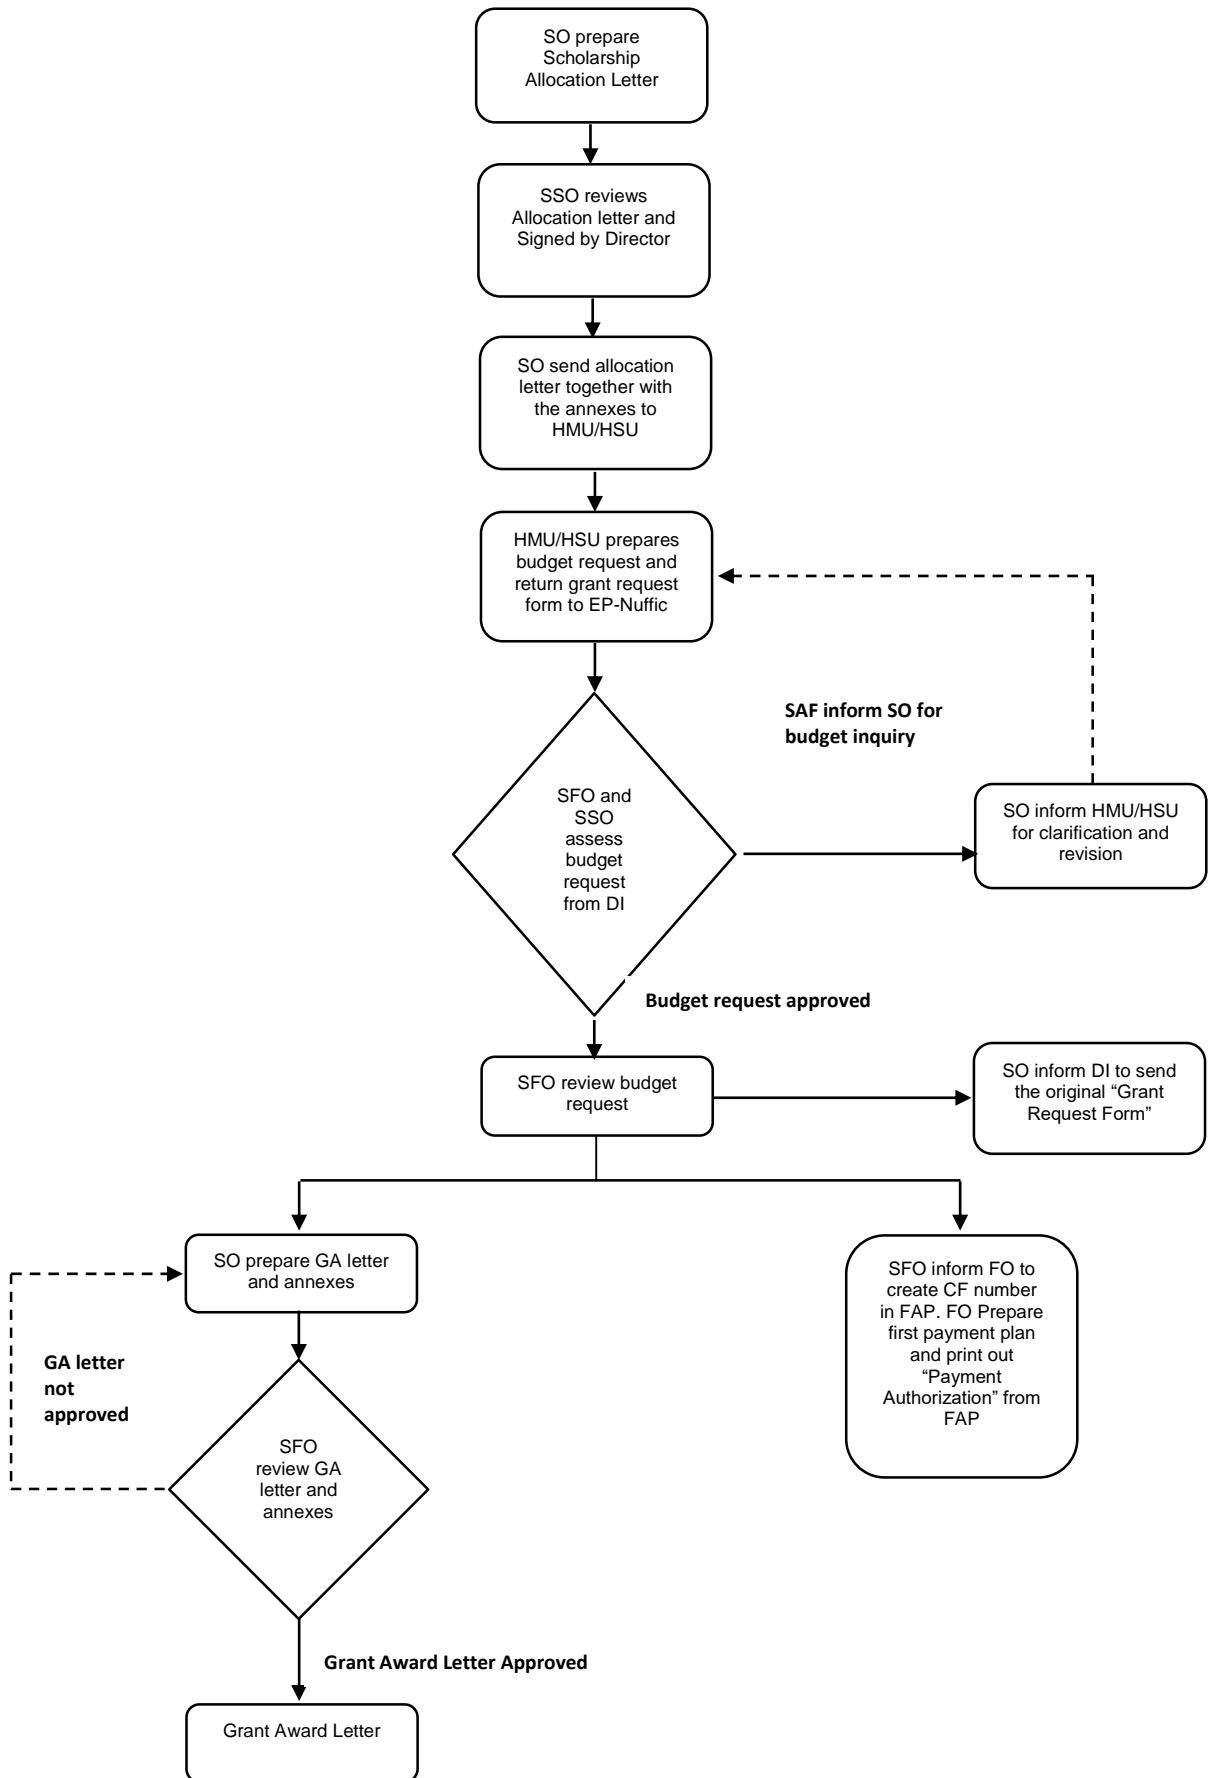 SO prepare
Scholarship
Allocation Letter
SSO reviews
Allocation letter and
Signed by Director
SO send allocation
letter together with
the annexes to
HMU/HSU
HMU/HSU prepares
budget request and
return grant request
form to EP-Nuffic
SAF inform SO for
budget inquiry
SFO and
SSO
assess
budget
request
from DI
SO inform HMU/HSU
for clarification and
revision
Budget request approved
SFO review budget
request
SO inform DI to send
the original “Grant
Request Form”
SO prepare GA letter
and annexes
SFO inform FO to
create CF number
in FAP. FO Prepare
first payment plan
and print out
“Payment
Authorization” from
FAP
GA letter
not
approved
SFO
review GA
letter and
annexes
Grant Award Letter Approved
Grant Award Letter